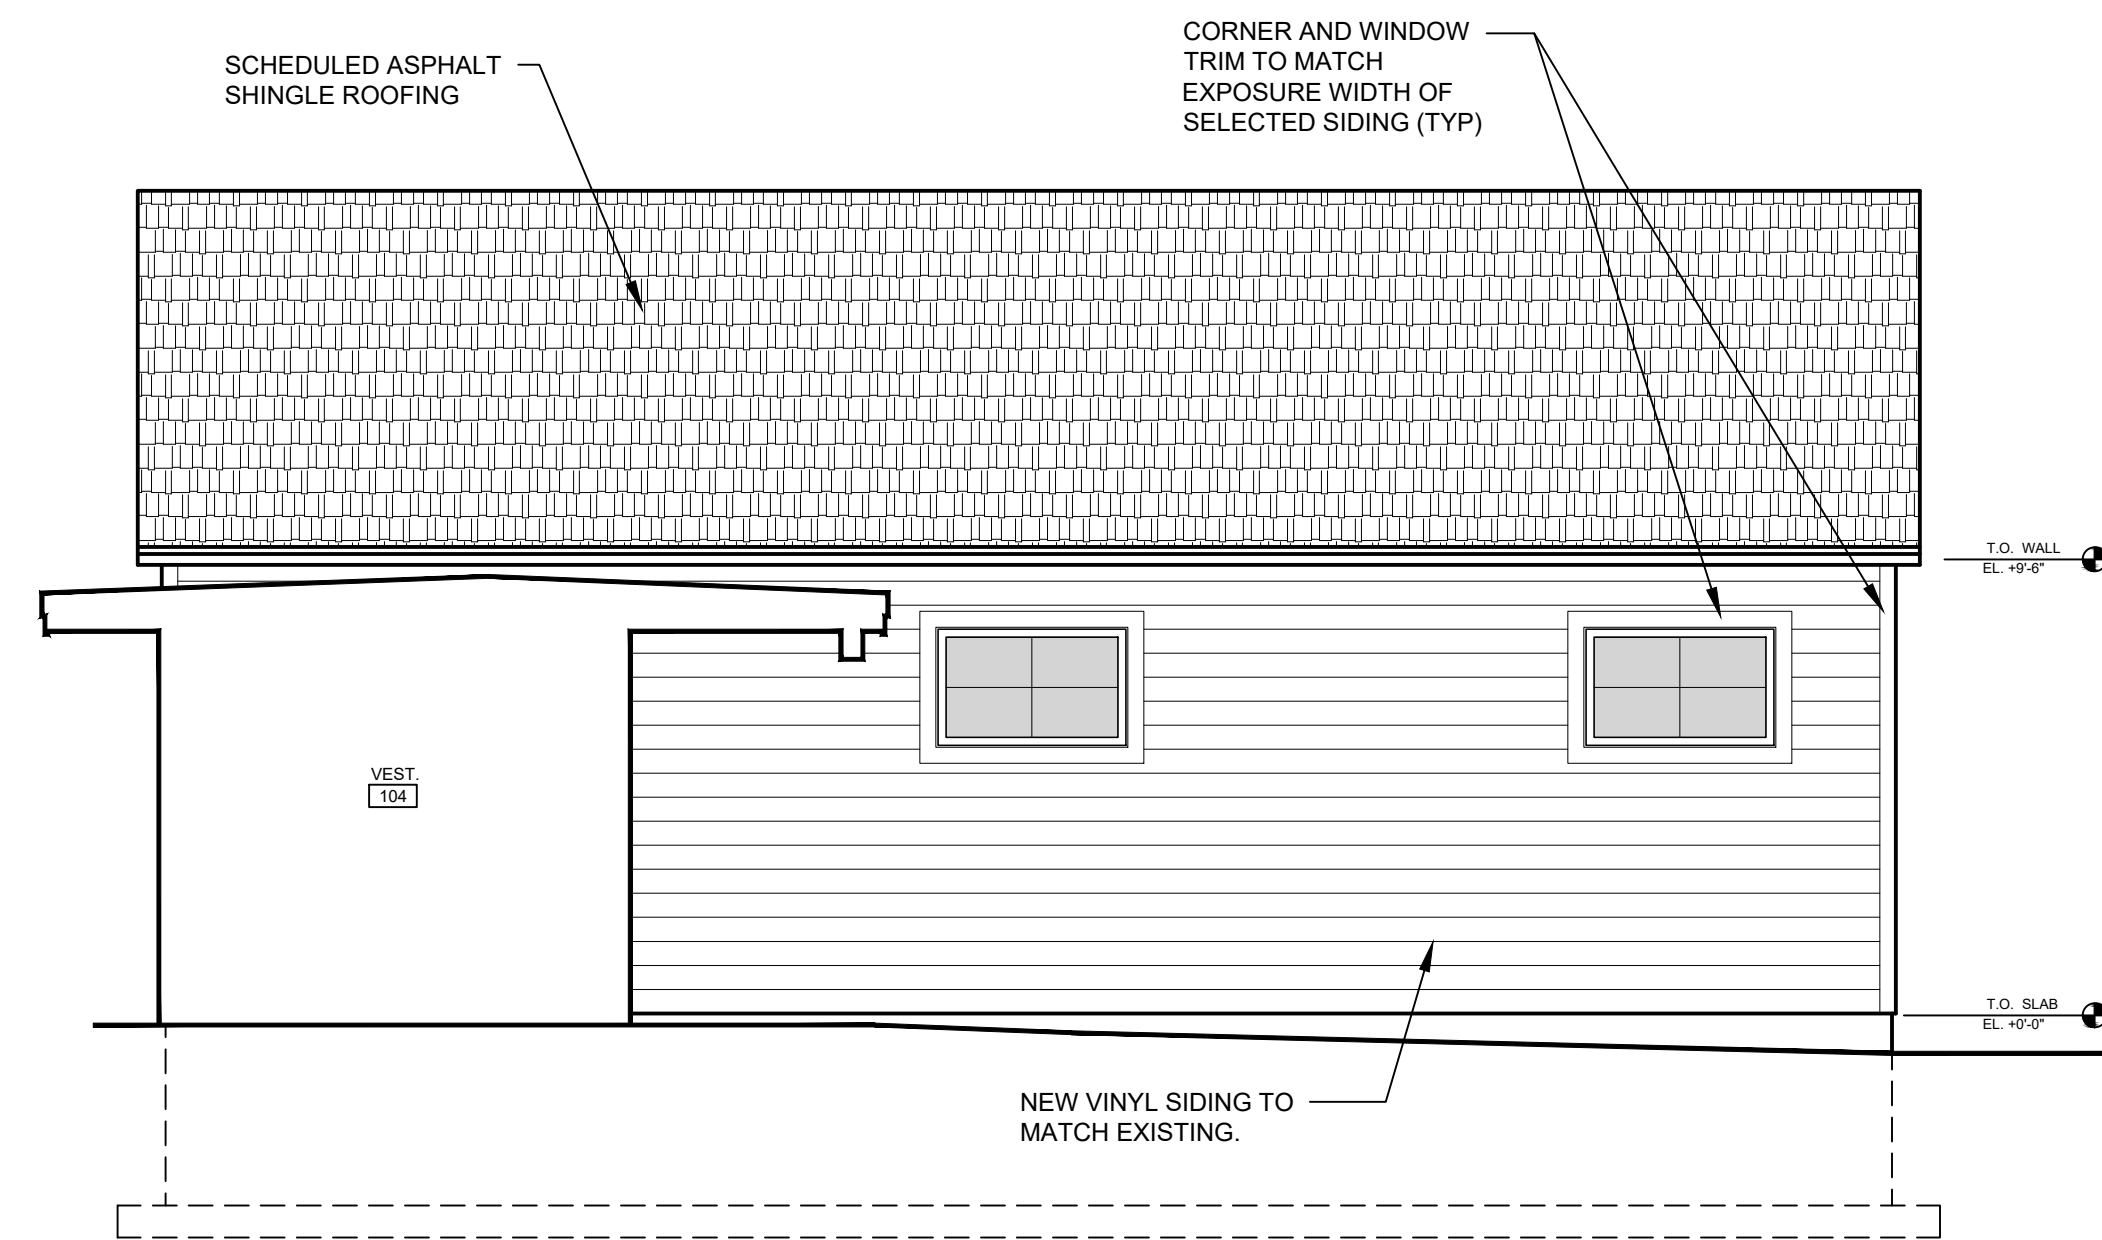 SCHEDULED ASPHALT
SHINGLE ROOFING
CORNER AND WINDOW
TRIM TO MATCH
EXPOSURE WIDTH OF
SELECTED SIDING (TYP)
T.O. WALL
EL. +9'-6"
VEST.
104
T.O. SLAB
EL. +0'-0"
NEW VINYL SIDING TO
MATCH EXISTING.